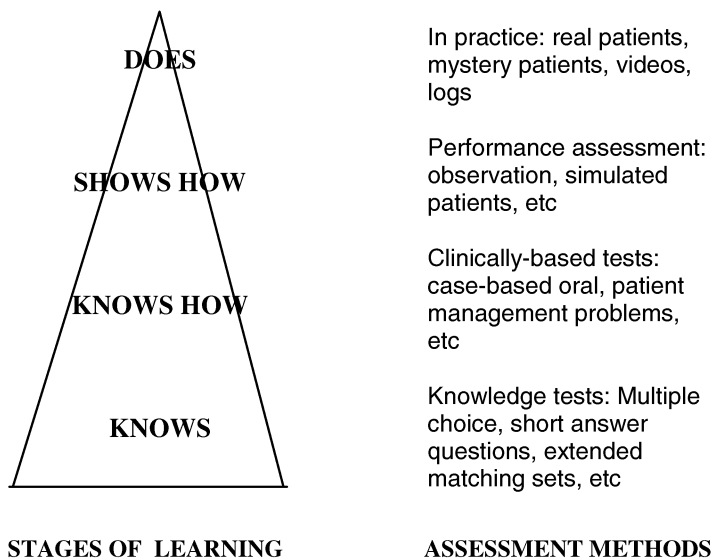 DOES
In practice: real patients,
mystery patients, videos,
logs
SHOWS HOW
Performance assessment:
observation, simulated
patients, etc
KNOWS HOW
Clinically-based tests:
case-based oral, patient
management problems,
etc
KNOWS
Knowledge tests: Multiple
choice, short answer
questions, extended
matching sets, etc
STAGES OF LEARNING
ASSESSMENT METHODS